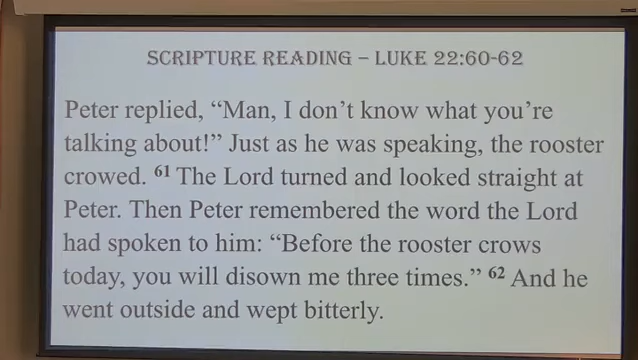 SCRIPTURE READING – LUKE 22:60-62
Peter replied, “Man, I don’t know what you’re
talking about!” Just as he was speaking, the rooster
crowed. 61 The Lord turned and looked straight at
Peter. Then Peter remembered the word the Lord
had spoken to him: “Before the rooster crows
today, you will disown me three times.” 62 And he
went outside and wept bitterly.